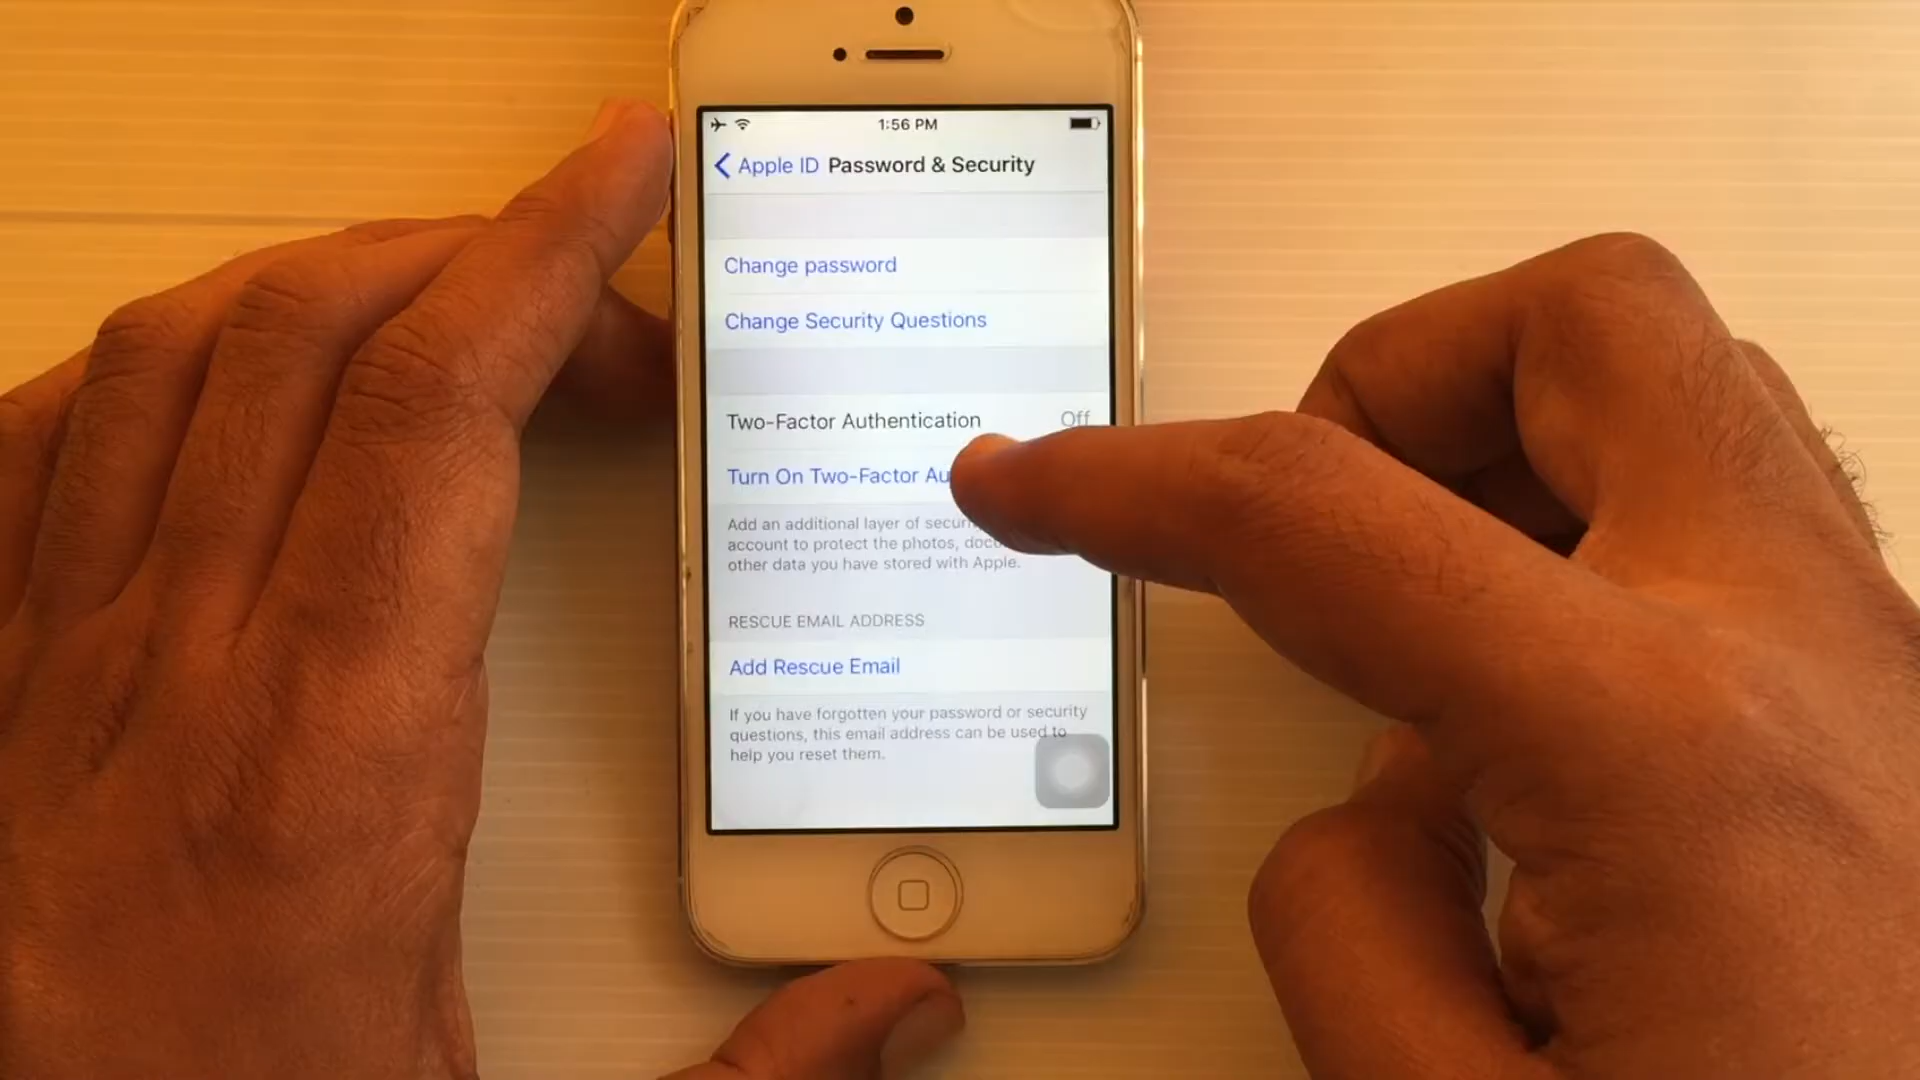 1:56 PM
Apple ID Password & Security
Change password
Change Security Questions
Two-Factor Authentication Off
Turn On Two-Factor
Add an additional layer of
account to protect the photos,
other data you have stored with Apple.
RESCUE EMAIL ADDRESS
Add Rescue Email
If you have forgotten your password or security
questions, this email address can be used to
help you reset them.